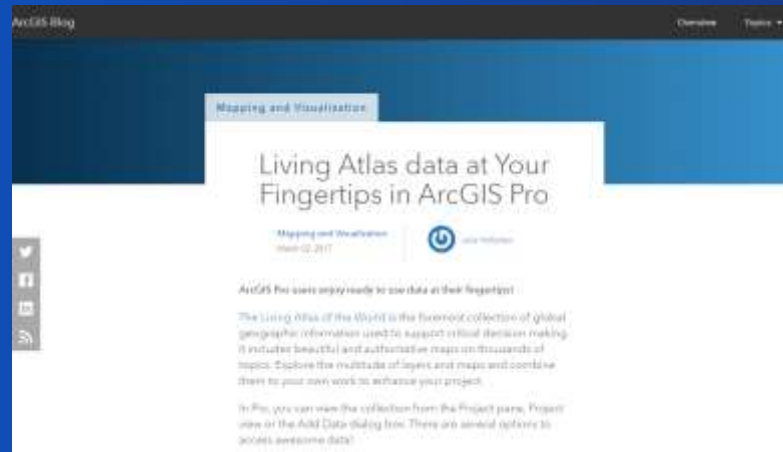 ArcGIS Blog
Overview Topics
Mapping and Visualization
Living Atlas data at Your
Fingertips in ArcGIS Pro
Mapping and Visualization
March 02, 2017
ArcGIS Pro users enjoy ready to use data at their fingertips!
The Living Atlas of the World is the foremost collection of global
geographic information used to support critical decision making.
It includes beautiful and authoritative maps on thousands of
topics. Explore the multitude of layers and maps and combine
them to your own work to enhance your project.
In Pro, you can view the collection from the Project pane, Project
view or the Add Data dialog box. There are several options to
access awesome data!